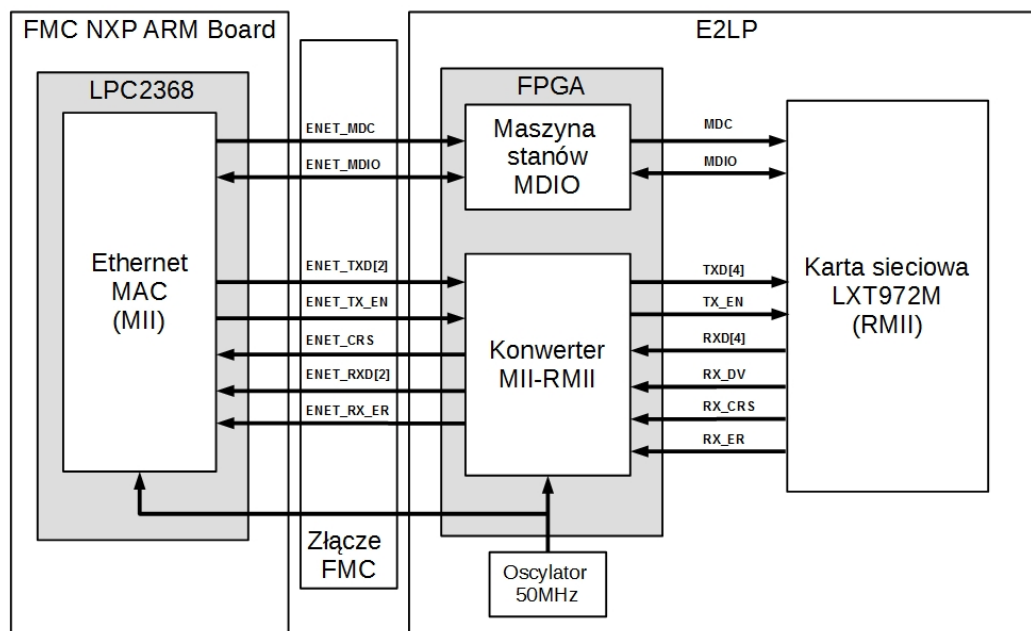 FMC NXP ARM Board
E2LP
LPC2368
FPGA
Ethernet
MAC
(MII)
ENET_MDC
ENET_MDIO
ENET_TXD[2]
ENET_TX_EN
ENET_CRS
ENET_RXD[2]
ENET_RX_ER
Złącze
FMC
Maszyna
stanów
MDIO
Konwerter
MII-RMII
Oscylator
50MHz
MDC
MDIO
TXD[4]
TX_EN
RXD[4]
RX_DV
RX_CRS
RX_ER
Karta sieciowa
LXT972M
(RMII)